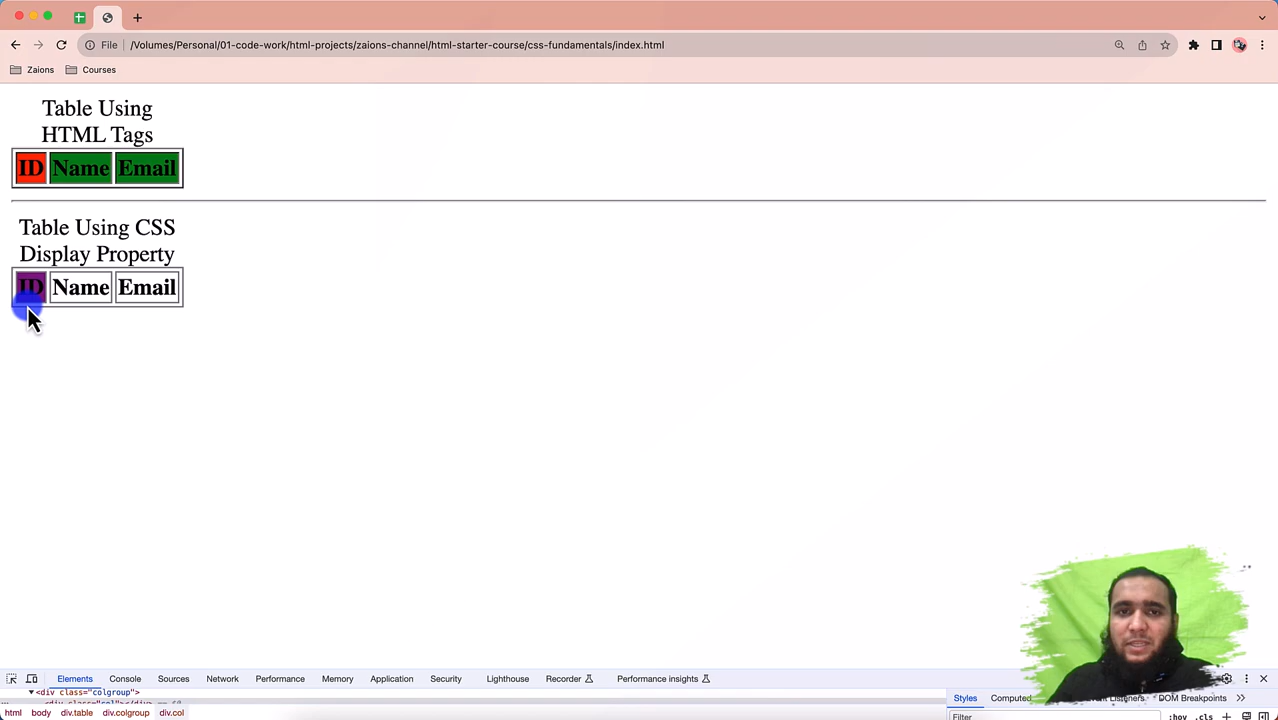 File
/Volumes/Personal/01-code-work/html-projects/zaions-channel/html-starter-course/css-fundamentals/index.html
Zaions
Courses
Table Using
HTML Tags
ID Name Email
Table Using CSS
Display Property
ID Name Email
Elements Console Sources Network Performance Memory Application Security Lighthouse Recorder Performance insights
<div class="colgroup">
html body div.table div.colgroup div.col
Styles Computed Listeners DOM Breakpoints
Filter :hov .cls